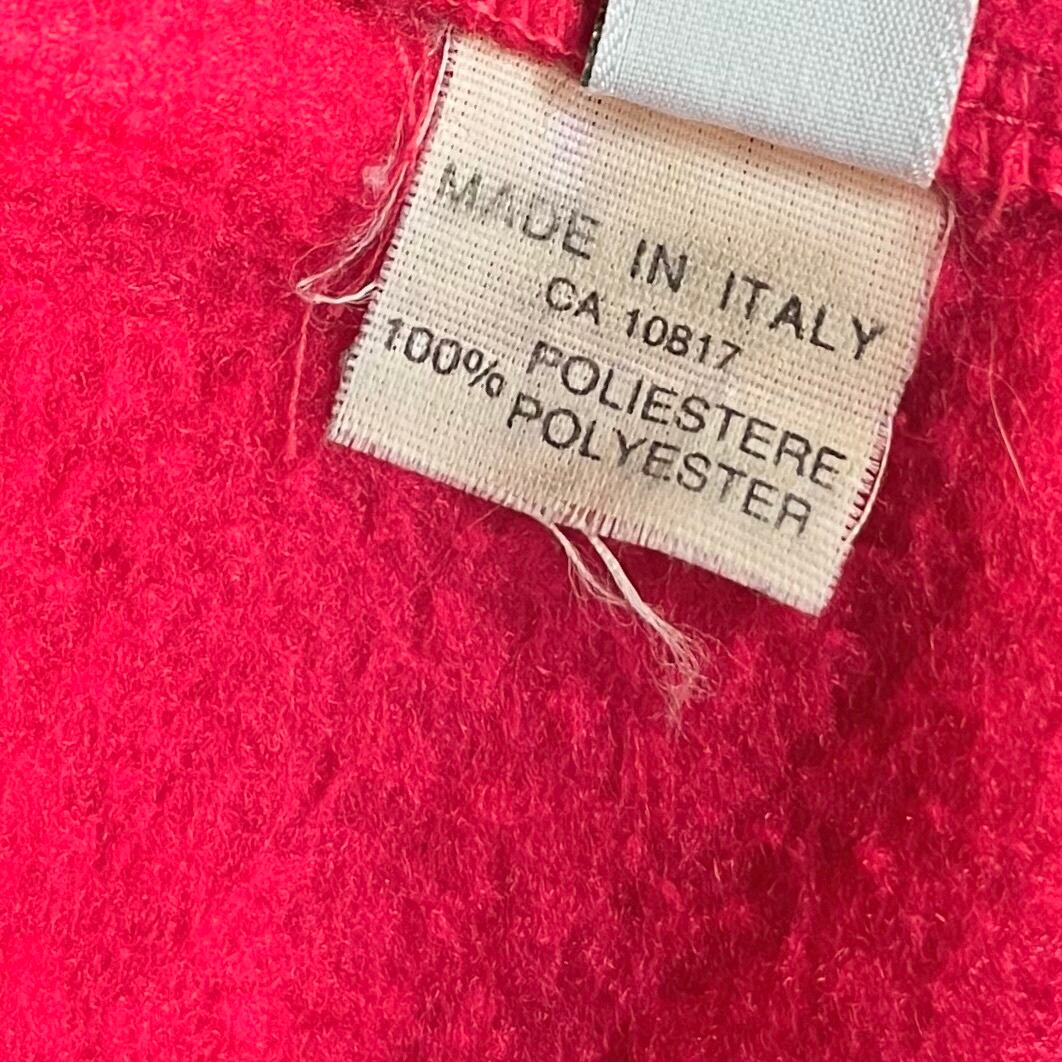 MADE IN ITALY
CA 10817
100% POLIESTERE
POLYESTER